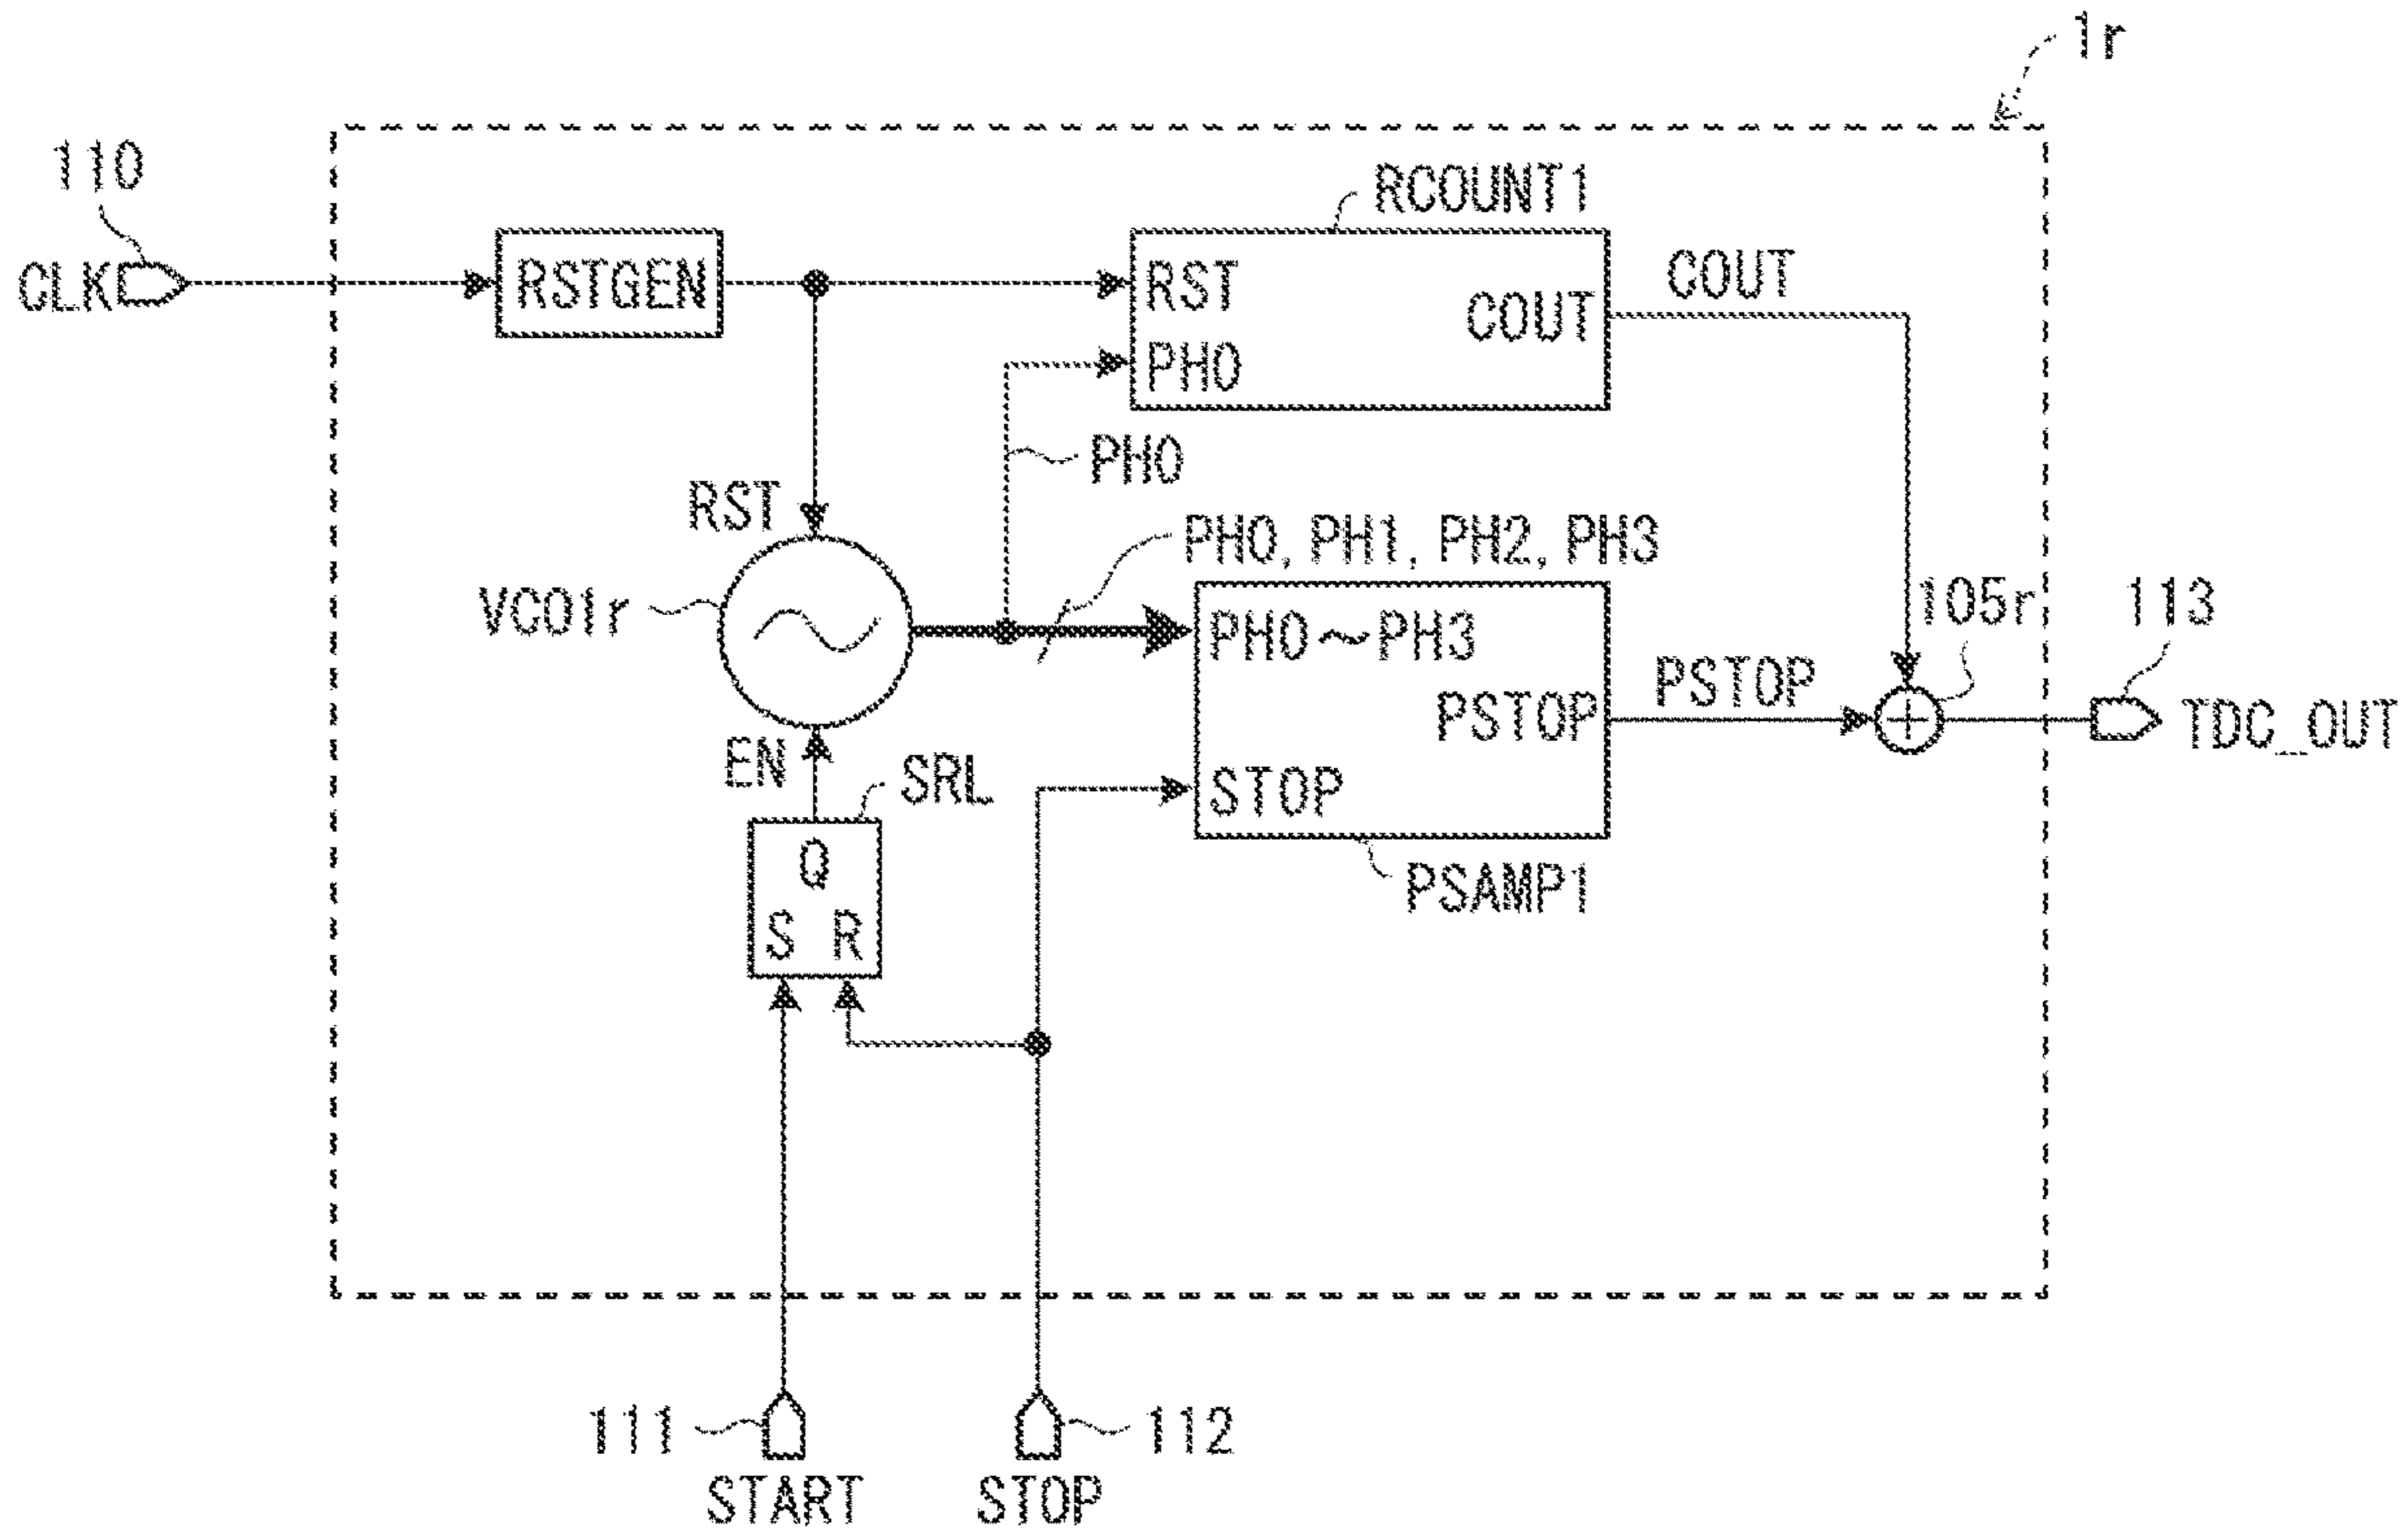 1r
110
CLK
RSTGEN
RCOUNT1
RST
COUT
PH0
COUT
PH0
RST
VCO1r
PH0, PH1, PH2, PH3
PH0～PH3
PSTOP
STOP
PSTOP
105r
113
TDC_OUT
EN
SRL
Q
S R
PSAMP1
111
112
START
STOP